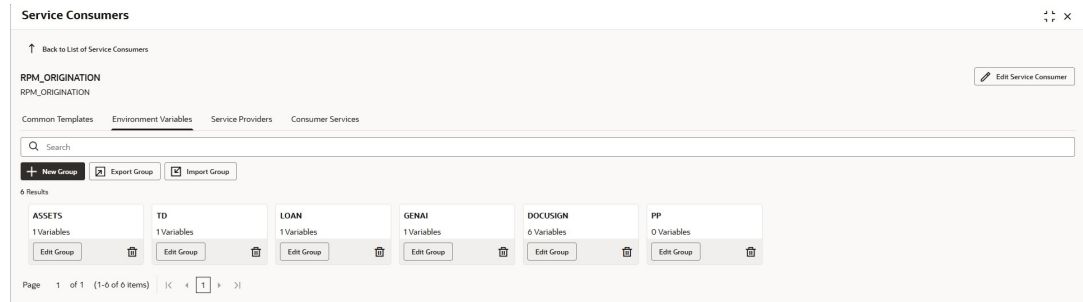 Service Consumers
Back to List of Service Consumers
RPM_ORIGINATION
RPM_ORIGINATION
Edit Service Consumer
Common Templates Environment Variables Service Providers Consumer Services
Search
New Group Export Group Import Group
6 Results
ASSETS TD LOAN GENAI DOCUSIGN PP
1 Variables 1 Variables 1 Variables 1 Variables 6 Variables 0 Variables
Edit Group Edit Group Edit Group Edit Group Edit Group Edit Group
Page 1 of 1 (1-6 of 6 items) 1